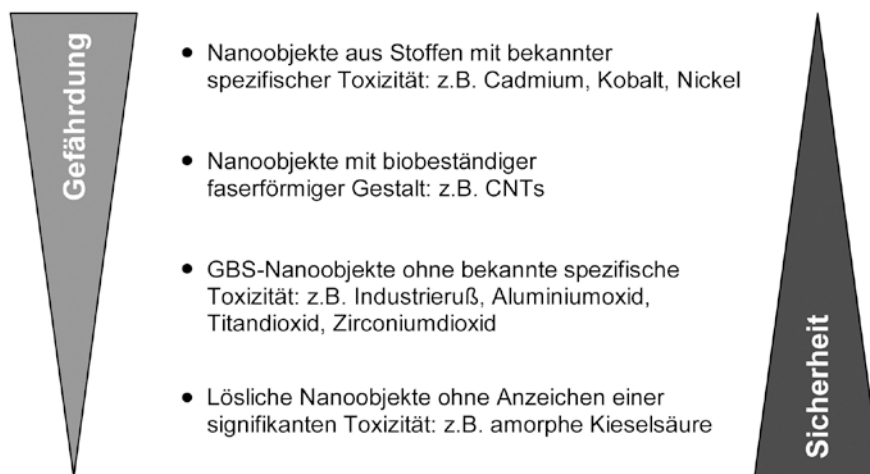 Gefährdung
• Nanoobjekte aus Stoffen mit bekannter
spezifischer Toxizität: z.B. Cadmium, Kobalt, Nickel
• Nanoobjekte mit biobeständiger
faserförmiger Gestalt: z.B. CNTs
• GBS-Nanoobjekte ohne bekannte spezifische
Toxizität: z.B. Industrieruß, Aluminiumoxid,
Titandioxid, Zirconiumdioxid
• Lösliche Nanoobjekte ohne Anzeichen einer
signifikanten Toxizität: z.B. amorphe Kieselsäure
Sicherheit